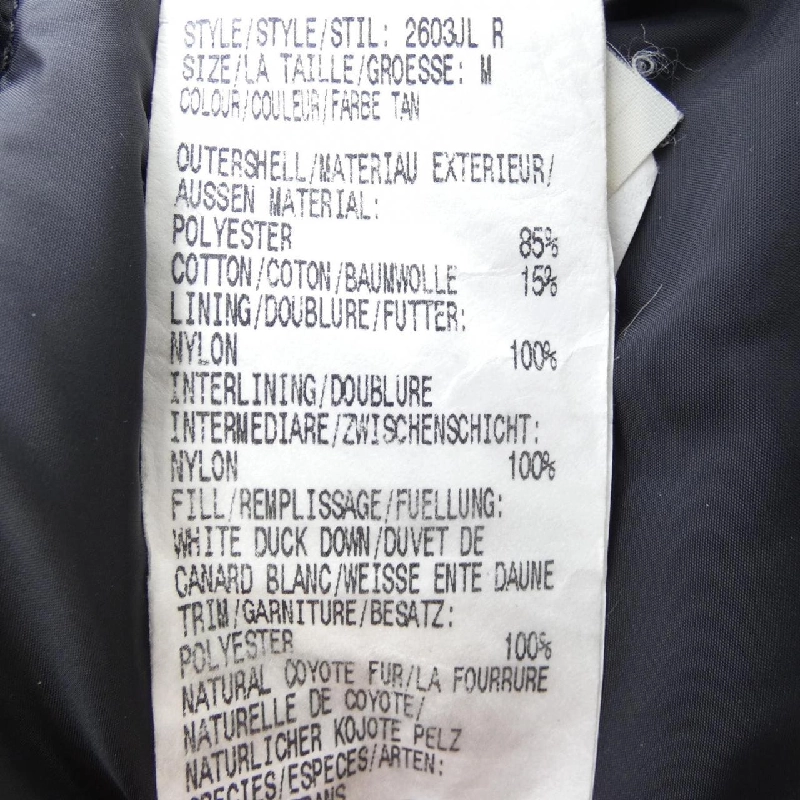 STYLE/STYLE/STIL: 2603JL R
SIZE/LA TAILLE/GROESSE: M
COLOUR/COULEUR/FARBE TAN
OUTERSHELL/MATERIAU EXTERIEUR/
AUSSEN MATERIAL:
POLYESTER 85%
COTTON/COTON/BAUMWOLLE 15%
LINING/DOUBLURE/FUTTER:
NYLON 100%
INTERLINING/DOUBLURE
INTERMEDIARE/ZWISCHENSCHICHT:
NYLON 100%
FILL/REMPLISSAGE/FUELLUNG:
WHITE DUCK DOWN/DUVET DE
CANARD BLANC/WEISSE ENTE DAUNE
TRIM/GARNITURE/BESATZ:
POLYESTER 100%
NATURAL COYOTE FUR/LA FOURRURE
NATURELLE DE COYOTE/
NATURLICHER KOJOTE PELZ
SPECIES/ESPECES/ARTEN: